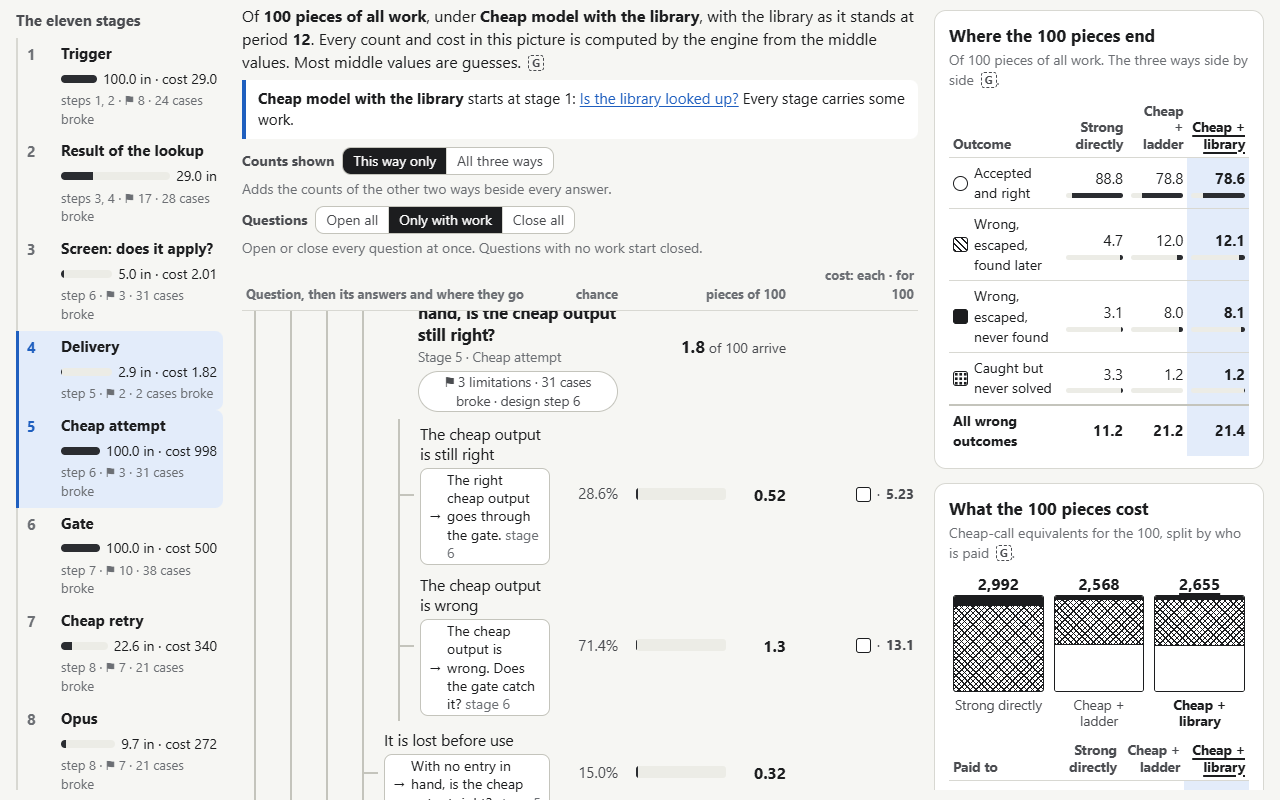 The eleven stages
1 Trigger
100.0 in · cost 29.0
steps 1, 2 · ⚑ 8 · 24 cases
broke
2 Result of the lookup
29.0 in
steps 3, 4 · ⚑ 17 · 28 cases
broke
3 Screen: does it apply?
5.0 in · cost 2.01
step 6 · ⚑ 3 · 31 cases
broke
4 Delivery
2.9 in · cost 1.82
step 5 · ⚑ 2 · 2 cases broke
5 Cheap attempt
100.0 in · cost 998
step 6 · ⚑ 3 · 31 cases
broke
6 Gate
100.0 in · cost 500
step 7 · ⚑ 10 · 38 cases
broke
7 Cheap retry
22.6 in · cost 340
step 8 · ⚑ 7 · 21 cases
broke
8 Opus
9.7 in · cost 272
step 8 · ⚑ 7 · 21 cases
broke
Of 100 pieces of all work, under Cheap model with the library, with the library as it stands at
period 12. Every count and cost in this picture is computed by the engine from the middle
values. Most middle values are guesses. G
Cheap model with the library starts at stage 1: Is the library looked up? Every stage carries some
work.
Counts shown This way only All three ways
Adds the counts of the other two ways beside every answer.
Questions Open all Only with work Close all
Open or close every question at once. Questions with no work start closed.
cost: each · for
Question, then its answers and where they go chance pieces of 100 100
hand, is the cheap output
still right?
1.8 of 100 arrive
Stage 5 · Cheap attempt
⚑ 3 limitations · 31 cases
broke · design step 6
The cheap output
is still right
The right
cheap output
→ goes through
the gate. stage
6
28.6% 0.52 · 5.23
The cheap output
is wrong
The cheap
output is
→ wrong. Does
the gate catch
it? stage 6
71.4% 1.3 · 13.1
It is lost before use
With no entry in
→ hand, is the cheap
15.0% 0.32
Where the 100 pieces end
Of 100 pieces of all work. The three ways side by
side G.
Outcome Strong directly Cheap + ladder Cheap + library
Accepted
and right
88.8 78.8 78.6
Wrong,
escaped,
found later
4.7 12.0 12.1
Wrong,
escaped,
never found
3.1 8.0 8.1
Caught but
never solved
3.3 1.2 1.2
All wrong
outcomes
11.2 21.2 21.4
What the 100 pieces cost
Cheap-call equivalents for the 100, split by who
is paid G.
2,992 2,568 2,655
Strong directly Cheap + ladder Cheap + library
Paid to Strong directly Cheap + ladder Cheap + library